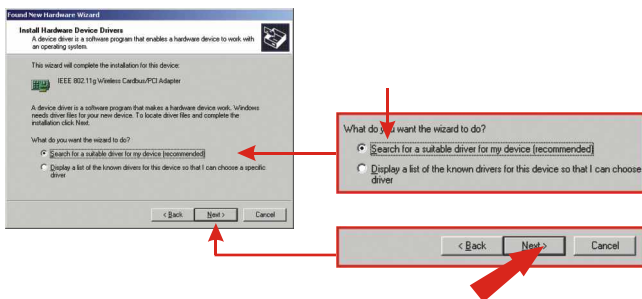 Found New Hardware Wizard
Install Hardware Device Drivers
A device driver is a software program that enables a hardware device to work with
an operating system.
This wizard will complete the installation for this device:
IEEE 802.11g Wireless Cardbus/PCI Adapter
A device driver is a software program that makes a hardware device work. Windows
needs driver files for your new device. To locate driver files and complete the
installation click Next.
What do you want the wizard to do?
Search for a suitable driver for my device (recommended)
Display a list of the known drivers for this device so that I can choose a specific
driver
< Back Next > Cancel
What do you want the wizard to do?
Search for a suitable driver for my device (recommended)
Display a list of the known drivers for this device so that I can choose
driver
< Back Next > Cancel